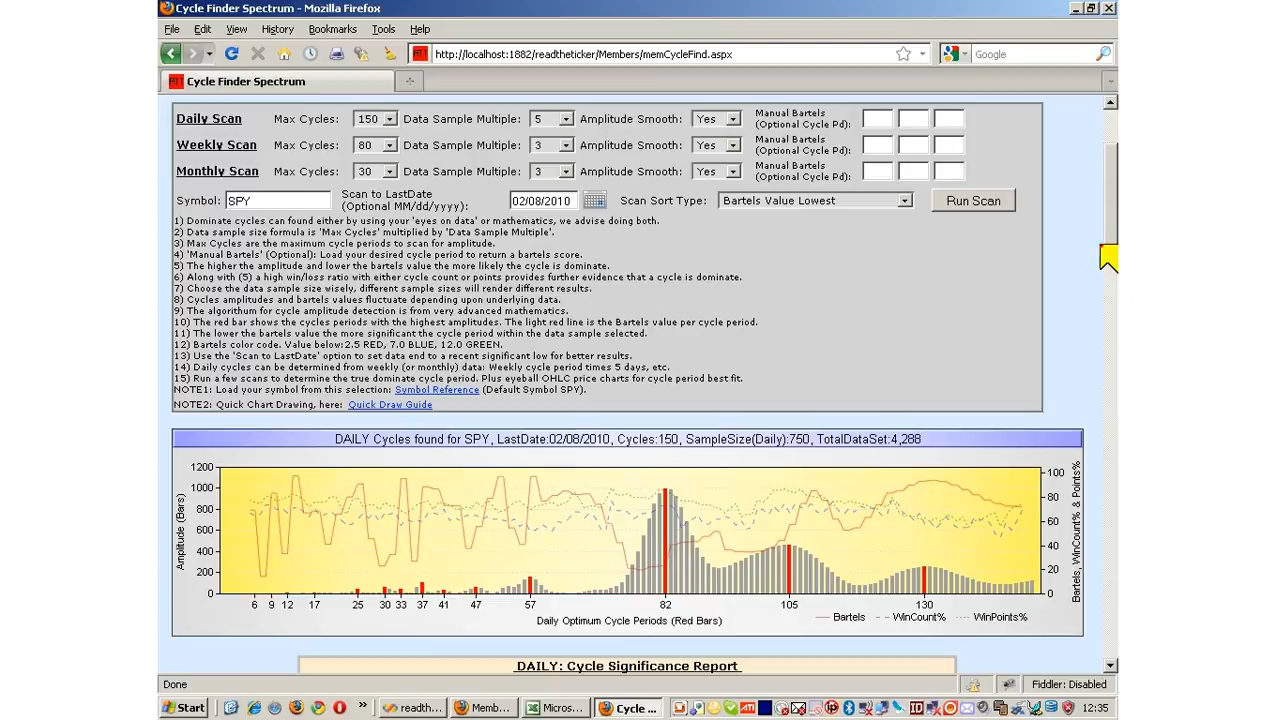 Cycle Finder Spectrum - Mozilla Firefox
File Edit View History Bookmarks Tools Help
http://localhost:1882/readtheticker/Members/memCycleFind.aspx Google
Cycle Finder Spectrum
Daily Scan Max Cycles: 150 Data Sample Multiple: 5 Amplitude Smooth: Yes Manual Bartels (Optional Cycle Pd):
Weekly Scan Max Cycles: 80 Data Sample Multiple: 3 Amplitude Smooth: Yes Manual Bartels (Optional Cycle Pd):
Monthly Scan Max Cycles: 30 Data Sample Multiple: 3 Amplitude Smooth: Yes Manual Bartels (Optional Cycle Pd):
Symbol: SPY Scan to LastDate (Optional MM/dd/yyyy): 02/08/2010 Scan Sort Type: Bartels Value Lowest Run Scan
1) Dominate cycles can found either by using your 'eyes on data' or mathematics, we advise doing both.
2) Data sample size formula is 'Max Cycles' multiplied by 'Data Sample Multiple'.
3) Max Cycles are the maximum cycle periods to scan for amplitude.
4) 'Manual Bartels' (Optional): Load your desired cycle period to return a bartels score.
5) The higher the amplitude and lower the bartels value the more likely the cycle is dominate.
6) Along with (5) a high win/loss ratio with either cycle count or points provides further evidence that a cycle is dominate.
7) Choose the data sample size wisely, different sample sizes will render different results.
8) Cycles amplitudes and bartels values fluctuate depending upon underlying data.
9) The algorithm for cycle amplitude detection is from very advanced mathematics.
10) The red bar shows the cycles periods with the highest amplitudes. The light red line is the Bartels value per cycle period.
11) The lower the bartels value the more significant the cycle period within the data sample selected.
12) Bartels color code. Value below:2.5 RED, 7.0 BLUE, 12.0 GREEN.
13) Use the 'Scan to LastDate' option to set data end to a recent significant low for better results.
14) Daily cycles can be determined from weekly (or monthly) data: Weekly cycle period times 5 days, etc.
15) Run a few scans to determine the true dominate cycle period. Plus eyeball OHLC price charts for cycle period best fit.
NOTE1: Load your symbol from this selection: Symbol Reference (Default Symbol SPY).
NOTE2: Quick Chart Drawing, here: Quick Draw Guide
DAILY Cycles found for SPY, LastDate:02/08/2010, Cycles:150, SampleSize(Daily):750, TotalDataSet:4,288
Amplitude (Bars)
1200
1000
800
600
400
200
0
100
80
60
40
20
0
Bartels, WinCount% & Points%
6 9 12 17 25 30 33 37 41 47 57 82 105 130
Daily Optimum Cycle Periods (Red Bars)
Bartels WinCount% WinPoints%
DAILY: Cycle Significance Report
Done Fiddler: Disabled
Start readth... Memb... Micros... Cycle ... 12:35